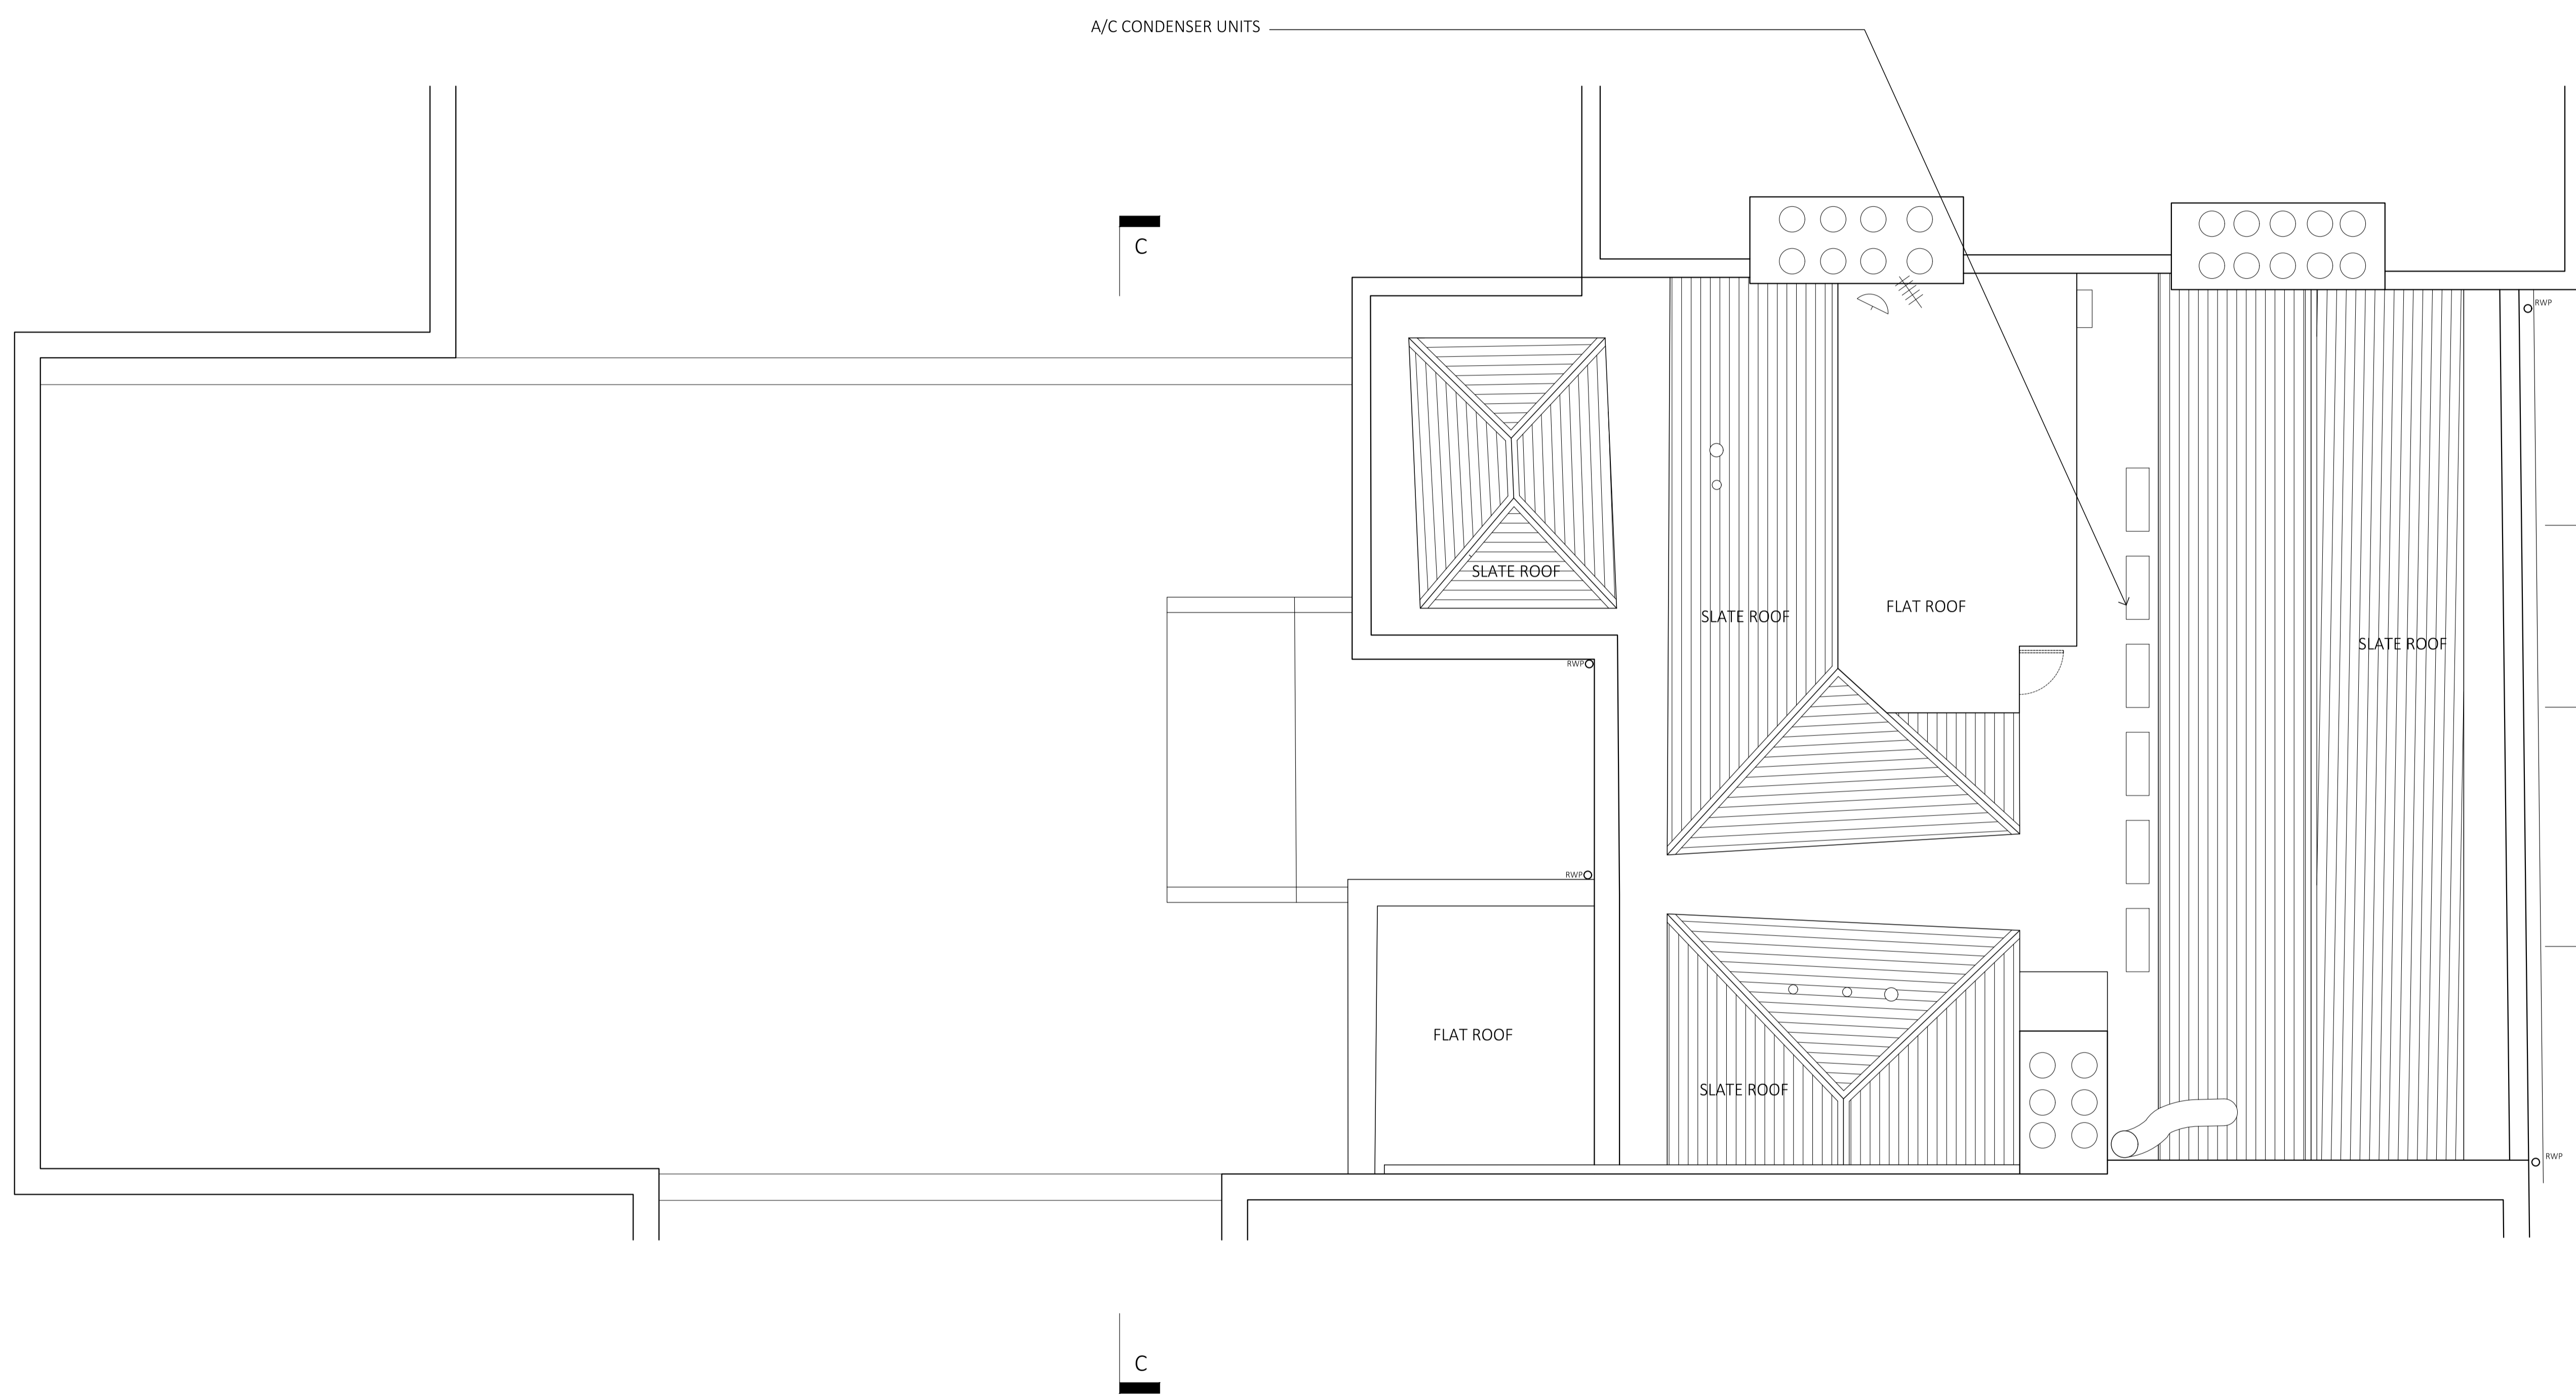 A/C CONDENSER UNITS
C
RWP
SLATE ROOF
SLATE ROOF
FLAT ROOF
SLATE ROOF
RWP
RWP
FLAT ROOF
SLATE ROOF
RWP
C